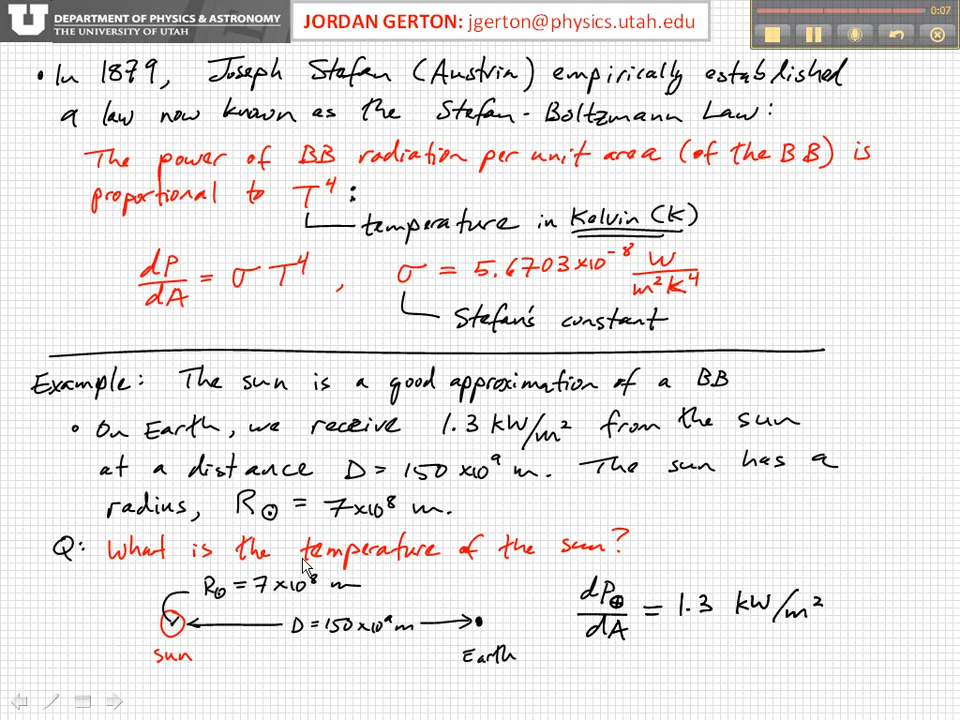 U DEPARTMENT OF PHYSICS & ASTRONOMY
THE UNIVERSITY OF UTAH
JORDAN GERTON: jgerton@physics.utah.edu
0:07
• In 1879, Joseph Stefan (Austria) empirically established
a law now known as the Stefan-Boltzmann Law:
The power of BB radiation per unit area (of the BB) is
proportional to T⁴:
temperature in Kelvin (K)
dP/dA = σ T⁴, σ = 5.6703×10⁻⁸ W/m²K⁴
Stefan's constant
Example: The sun is a good approximation of a BB
• On Earth, we receive 1.3 kW/m² from the sun
at a distance D = 150×10⁹ m. The sun has a
radius, R☉ = 7×10⁸ m.
Q: What is the temperature of the sun?
R☉ = 7×10⁸ m
dP⊕/dA = 1.3 kW/m²
D = 150×10⁹ m
sun
Earth